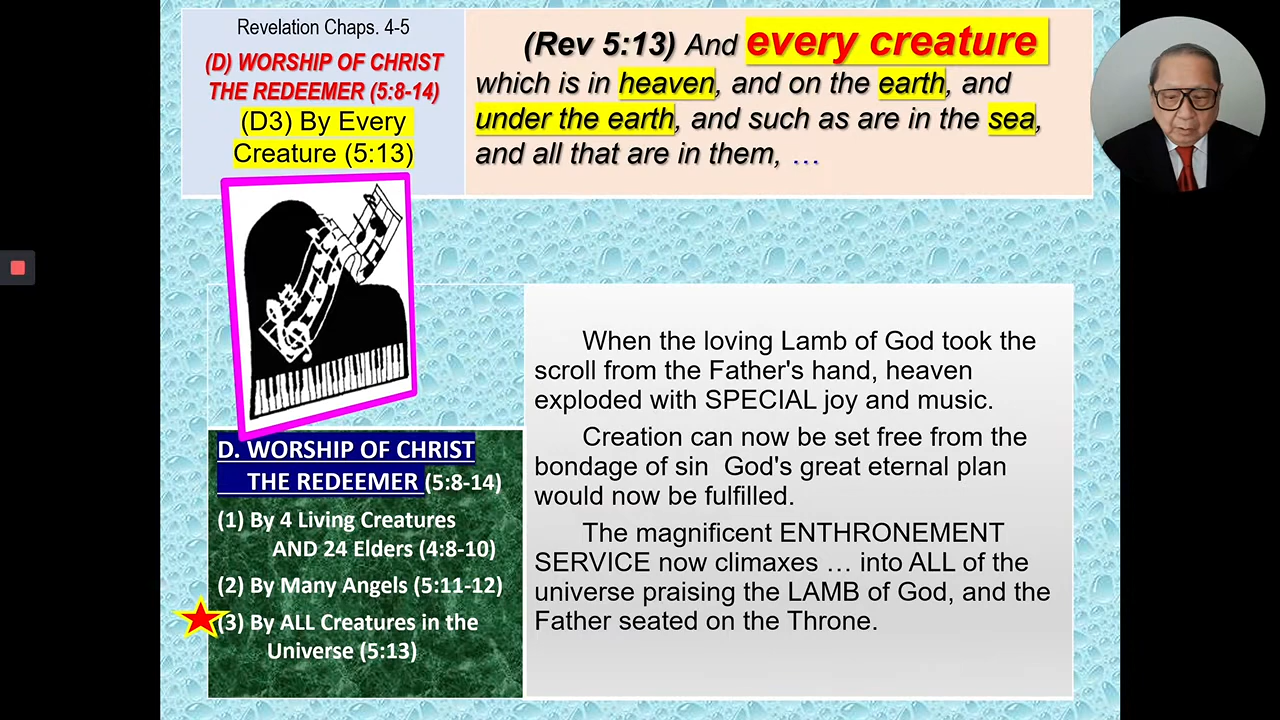 Revelation Chaps. 4-5
(D) WORSHIP OF CHRIST
THE REDEEMER (5:8-14)
(D3) By Every
Creature (5:13)
(Rev 5:13) And every creature
which is in heaven, and on the earth, and
under the earth, and such as are in the sea,
and all that are in them, …
D. WORSHIP OF CHRIST
THE REDEEMER (5:8-14)
(1) By 4 Living Creatures
AND 24 Elders (4:8-10)
(2) By Many Angels (5:11-12)
(3) By ALL Creatures in the
Universe (5:13)
When the loving Lamb of God took the
scroll from the Father's hand, heaven
exploded with SPECIAL joy and music.
Creation can now be set free from the
bondage of sin God's great eternal plan
would now be fulfilled.
The magnificent ENTHRONEMENT
SERVICE now climaxes … into ALL of the
universe praising the LAMB of God, and the
Father seated on the Throne.